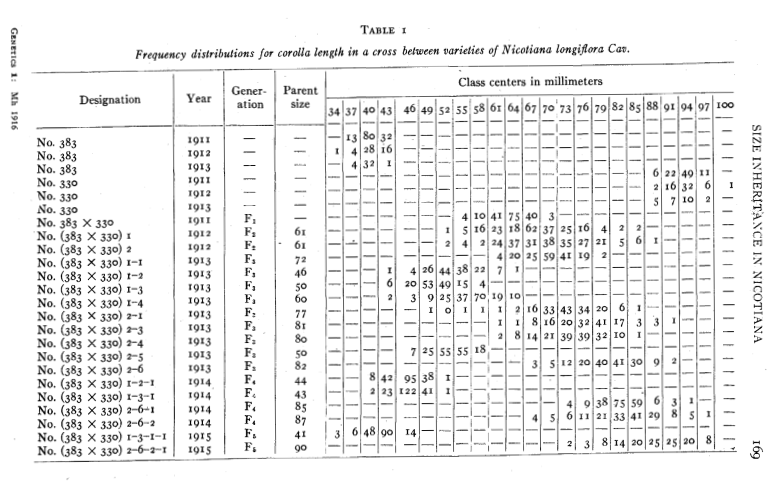 TABLE 1
Frequency distributions for corolla length in a cross between varieties of Nicotiana longiflora Cav.
Designation Year Gener-ation Parent size Class centers in millimeters
34 37 40 43 46 49 52 55 58 61 64 67 70 73 76 79 82 85 88 91 94 97 100
No. 383 1911 — — — 13 80 32 — — — — — — — — — — — — — — — — — — —
No. 383 1912 — — 1 4 28 16 — — — — — — — — — — — — — — — — — — —
No. 383 1913 — — — 4 32 1 — — — — — — — — — — — — — — — — — — —
No. 330 1911 — — — — — — — — — — — — — — — — — — — — 6 22 49 11 —
No. 330 1912 — — — — — — — — — — — — — — — — — — — — 2 16 32 6 1
No. 330 1913 — — — — — — — — — — — — — — — — — — — — 5 7 10 2 —
No. 383 X 330 1911 F₁ — — — — — — — — 4 10 41 75 40 3 — — — — — — — — — —
No. (383 X 330) 1 1912 F₂ 61 — — — — — — 1 5 16 23 18 62 37 25 16 4 2 2 — — — — —
No. (383 X 330) 2 1912 F₂ 61 — — — — — — 2 4 2 24 37 31 38 35 27 21 5 6 1 — — — —
No. (383 X 330) 1-1 1913 F₃ 72 — — — — — — — — — 4 20 25 59 41 19 2 — — — — — — —
No. (383 X 330) 1-2 1913 F₃ 46 — — — 1 4 26 44 38 22 7 1 — — — — — — — — — — — —
No. (383 X 330) 1-3 1913 F₃ 50 — — — 6 20 53 49 15 4 — — — — — — — — — — — — — —
No. (383 X 330) 1-4 1913 F₃ 60 — — — 2 3 9 25 37 70 19 10 — — — — — — — — — — — —
No. (383 X 330) 2-1 1913 F₂ 77 — — — — — 1 0 1 1 1 2 16 33 43 34 20 6 1 — — — — —
No. (383 X 330) 2-3 1913 F₃ 81 — — — — — — — — — 1 1 8 16 20 32 41 17 3 3 1 — — —
No. (383 X 330) 2-4 1913 F₃ 80 — — — — — — — — — 2 8 14 21 39 39 32 10 1 — — — — —
No. (383 X 330) 2-5 1913 F₃ 50 — — — — 7 25 55 55 18 — — — — — — — — — — — — — —
No. (383 X 330) 2-6 1913 F₃ 82 — — — — — — — — — — — 3 5 12 20 40 41 30 9 2 — — —
No. (383 X 330) 1-2-1 1914 F₄ 44 — — 8 42 95 38 1 — — — — — — — — — — — — — — — —
No. (383 X 330) 1-3-1 1914 F₄ 43 — — 2 23 122 41 1 — — — — — — — — — — — — — — — —
No. (383 X 330) 2-6-1 1914 F₄ 85 — — — — — — — — — — — — — 4 9 38 75 59 6 3 1 — —
No. (383 X 330) 2-6-2 1914 F₄ 87 — — — — — — — — — — — 4 5 6 11 21 33 41 29 8 5 1 —
No. (383 X 330) 1-3-1-1 1915 F₅ 41 3 6 48 90 14 — — — — — — — — — — — — — — — — — —
No. (383 X 330) 2-6-2-1 1915 F₅ 90 — — — — — — — — — — — — — 2 3 8 14 20 25 25 20 8 —
GENETICS 1: Mh 1916
SIZE INHERITANCE IN NICOTIANA
169